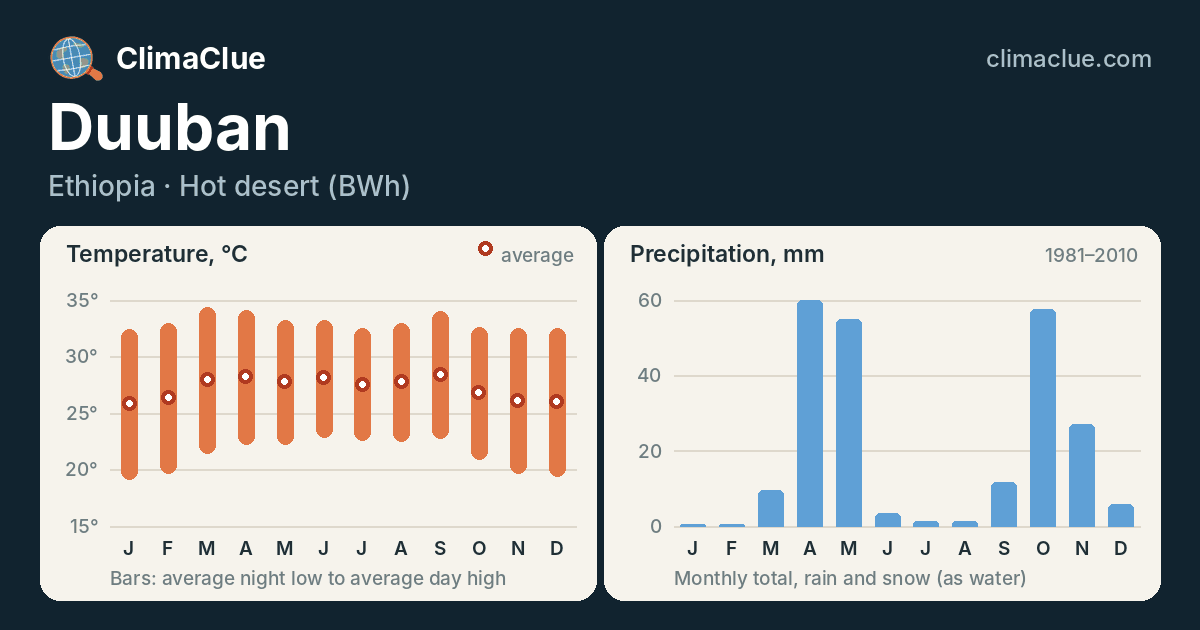 ClimaClue
climaclue.com
Duuban
Ethiopia · Hot desert (BWh)
Temperature, °C
average
35°
30°
25°
20°
15°
J F M A M J J A S O N D
Bars: average night low to average day high
Precipitation, mm
1981–2010
60
40
20
0
J F M A M J J A S O N D
Monthly total, rain and snow (as water)